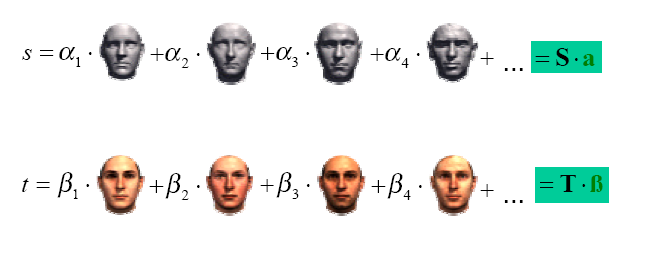 s = α₁ · +α₂ · +α₃ · +α₄ · + ... = S · a
t = β₁ · +β₂ · +β₃ · +β₄ · + ... = T · ß